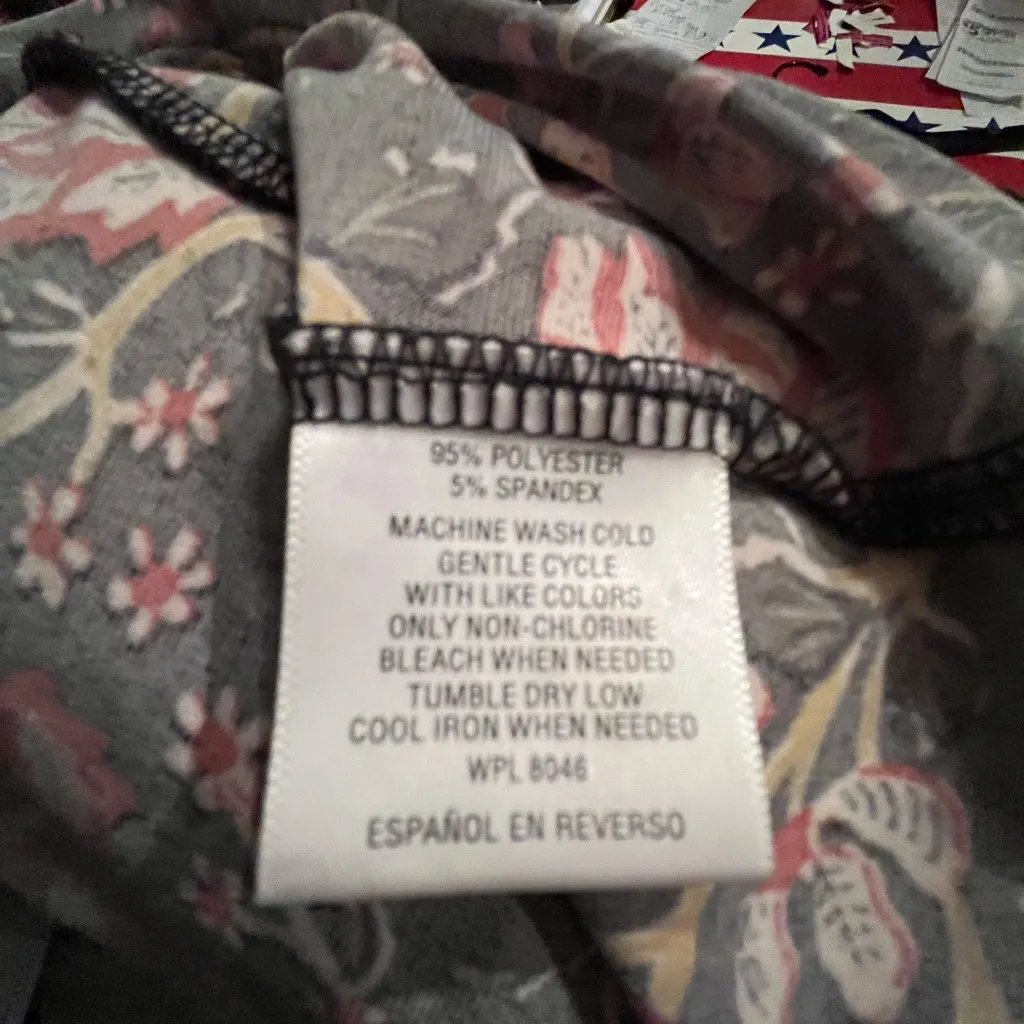 95% POLYESTER
5% SPANDEX
MACHINE WASH COLD
GENTLE CYCLE
WITH LIKE COLORS
ONLY NON-CHLORINE
BLEACH WHEN NEEDED
TUMBLE DRY LOW
COOL IRON WHEN NEEDED
WPL 8046
ESPAÑOL EN REVERSO